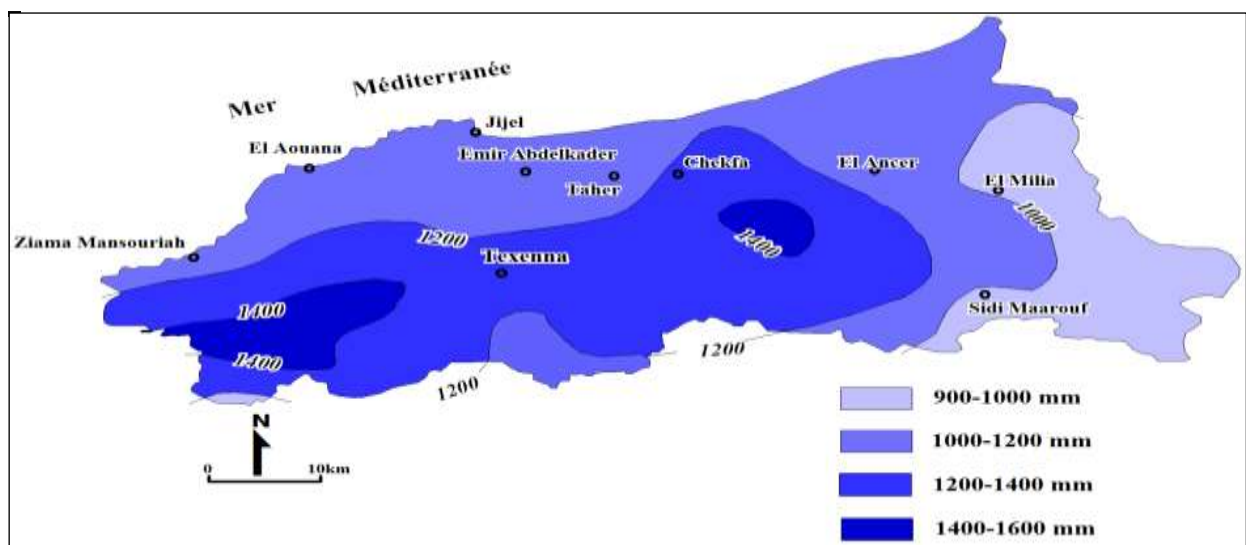 Mer Méditerranée
Jijel
El Aouana
Emir Abdelkader
Chekfa
El Ancer
Taher
El Milia
1000
Ziama Mansouriah
1200
1400
Texenna
1400
Sidi Maarouf
1400
1200
1200
N
0 10km
900-1000 mm
1000-1200 mm
1200-1400 mm
1400-1600 mm